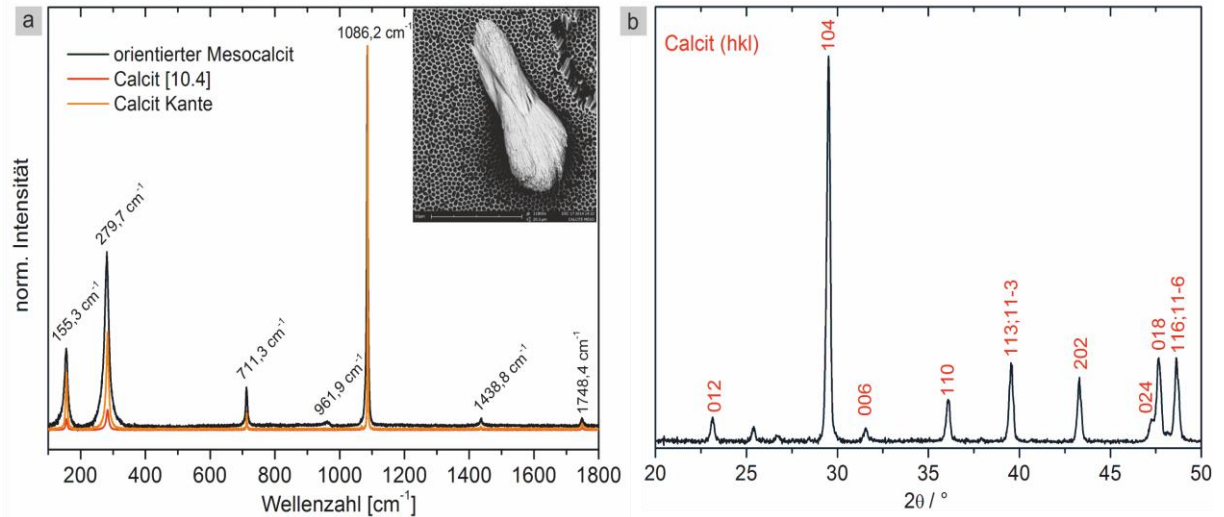 a
orientierter Mesocalcit
Calcit [10.4]
Calcit Kante
norm. Intensität
155,3 cm⁻¹
279,7 cm⁻¹
711,3 cm⁻¹
961,9 cm⁻¹
1086,2 cm⁻¹
1438,8 cm⁻¹
1748,4 cm⁻¹
200 400 600 800 1000 1200 1400 1600 1800
Wellenzahl [cm⁻¹]
b
Calcit (hkl)
012
104
006
110
113;11-3
202
024
018
116;11-6
20 25 30 35 40 45 50
2θ / °